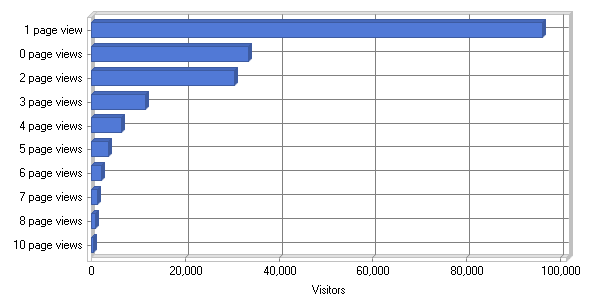 1 page view
0 page views
2 page views
3 page views
4 page views
5 page views
6 page views
7 page views
8 page views
10 page views
0 20,000 40,000 60,000 80,000 100,000
Visitors